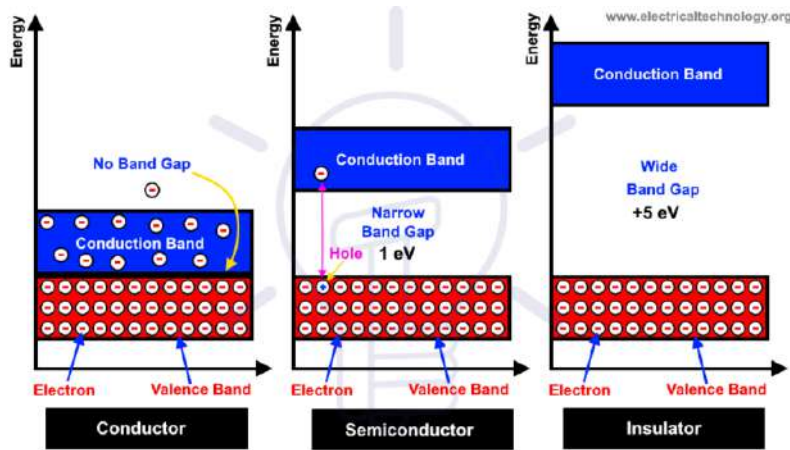 www.electricaltechnology.org
Energy
No Band Gap
Conduction Band
Electron
Valence Band
Conductor
Energy
Conduction Band
Narrow
Band Gap
1 eV
Hole
Electron
Valence Band
Semiconductor
Energy
Conduction Band
Wide
Band Gap
+5 eV
Electron
Valence Band
Insulator